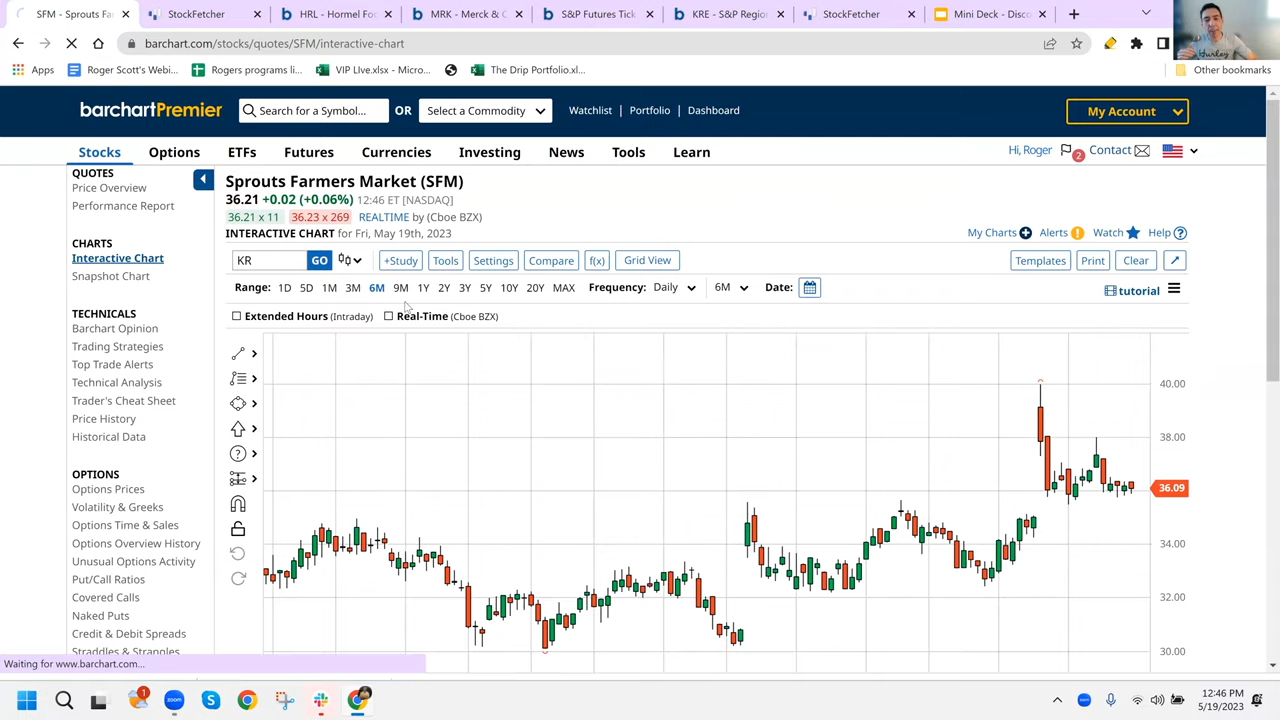 SFM - Sprouts Far
StockFetcher
HRL - Hormel Foo
MRK - Merck & C
S&P Futures Tick
KRE - S&P Region
StockFetcher
Mini Deck - Disco
barchart.com/stocks/quotes/SFM/interactive-chart
Apps
Roger Scott's Webi...
Rogers programs li...
VIP LIve.xlsx - Micro...
The Drip Portfolio.xl...
Other bookmarks
barchartPremier
Search for a Symbol...
OR
Select a Commodity
Watchlist | Portfolio | Dashboard
My Account
Stocks Options ETFs Futures Currencies Investing News Tools Learn
Hi, Roger
2
Contact
QUOTES
Price Overview
Performance Report
CHARTS
Interactive Chart
Snapshot Chart
TECHNICALS
Barchart Opinion
Trading Strategies
Top Trade Alerts
Technical Analysis
Trader's Cheat Sheet
Price History
Historical Data
OPTIONS
Options Prices
Volatility & Greeks
Options Time & Sales
Options Overview History
Unusual Options Activity
Put/Call Ratios
Covered Calls
Naked Puts
Credit & Debit Spreads
Straddles & Strangles
Sprouts Farmers Market (SFM)
36.21 +0.02 (+0.06%) 12:46 ET [NASDAQ]
36.21 x 11 36.23 x 269 REALTIME by (Cboe BZX)
INTERACTIVE CHART for Fri, May 19th, 2023
My Charts Alerts Watch Help
KR GO +Study Tools Settings Compare f(x) Grid View Templates Print Clear
Range: 1D 5D 1M 3M 6M 9M 1Y 2Y 3Y 5Y 10Y 20Y MAX Frequency: Daily 6M Date: tutorial
Extended Hours (Intraday) Real-Time (Cboe BZX)
40.00
38.00
36.09
34.00
32.00
30.00
Waiting for www.barchart.com...
1
12:46 PM
5/19/2023